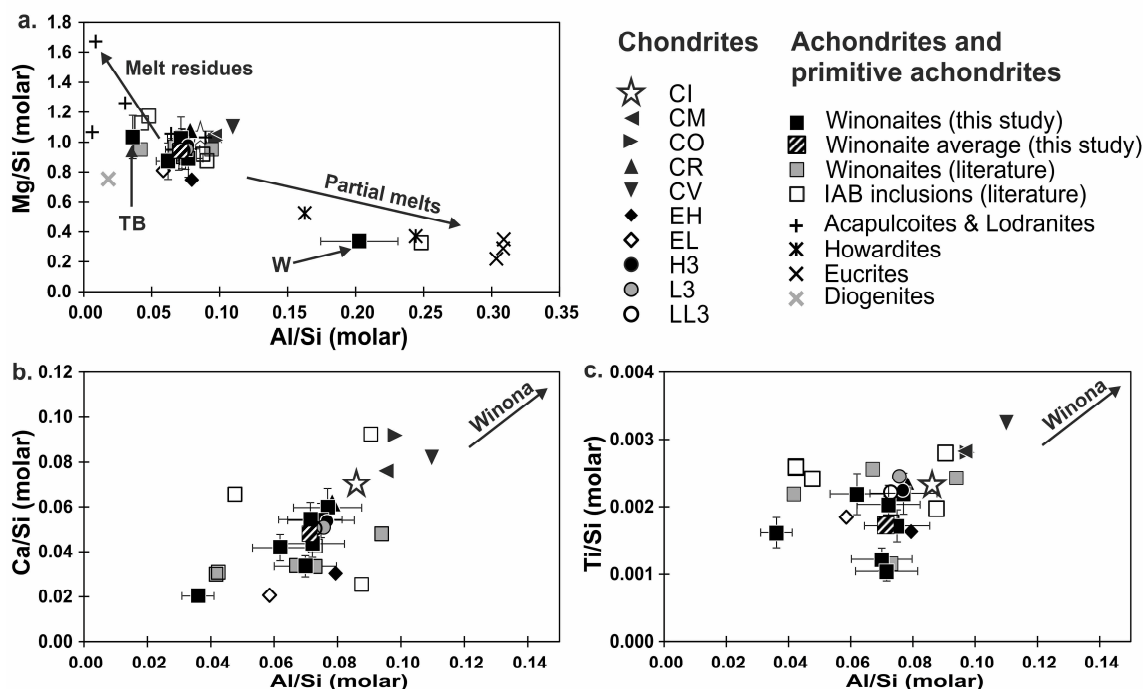 a.
1.8
1.6
1.4
1.2
1.0
0.8
0.6
0.4
0.2
0.0
Mg/Si (molar)
Melt residues
Partial melts
TB
W
0.00 0.05 0.10 0.15 0.20 0.25 0.30
Al/Si (molar)
Chondrites
CI
CM
CO
CR
CV
EH
EL
H3
L3
LL3
Achondrites and
primitive achondrites
Winonaites (this study)
Winonaite average (this study)
Winonaites (literature)
IAB inclusions (literature)
Acapulcoites & Lodranites
Howardites
Eucrites
Diogenites
b.
0.12
0.10
0.08
0.06
0.04
0.02
0.00
Ca/Si (molar)
Winona
0.00 0.02 0.04 0.06 0.08 0.10 0.12 0.14
Al/Si (molar)
c.
0.004
0.003
0.002
0.001
0.000
Ti/Si (molar)
Winona
0.00 0.02 0.04 0.06 0.08 0.10 0.12 0.14
Al/Si (molar)